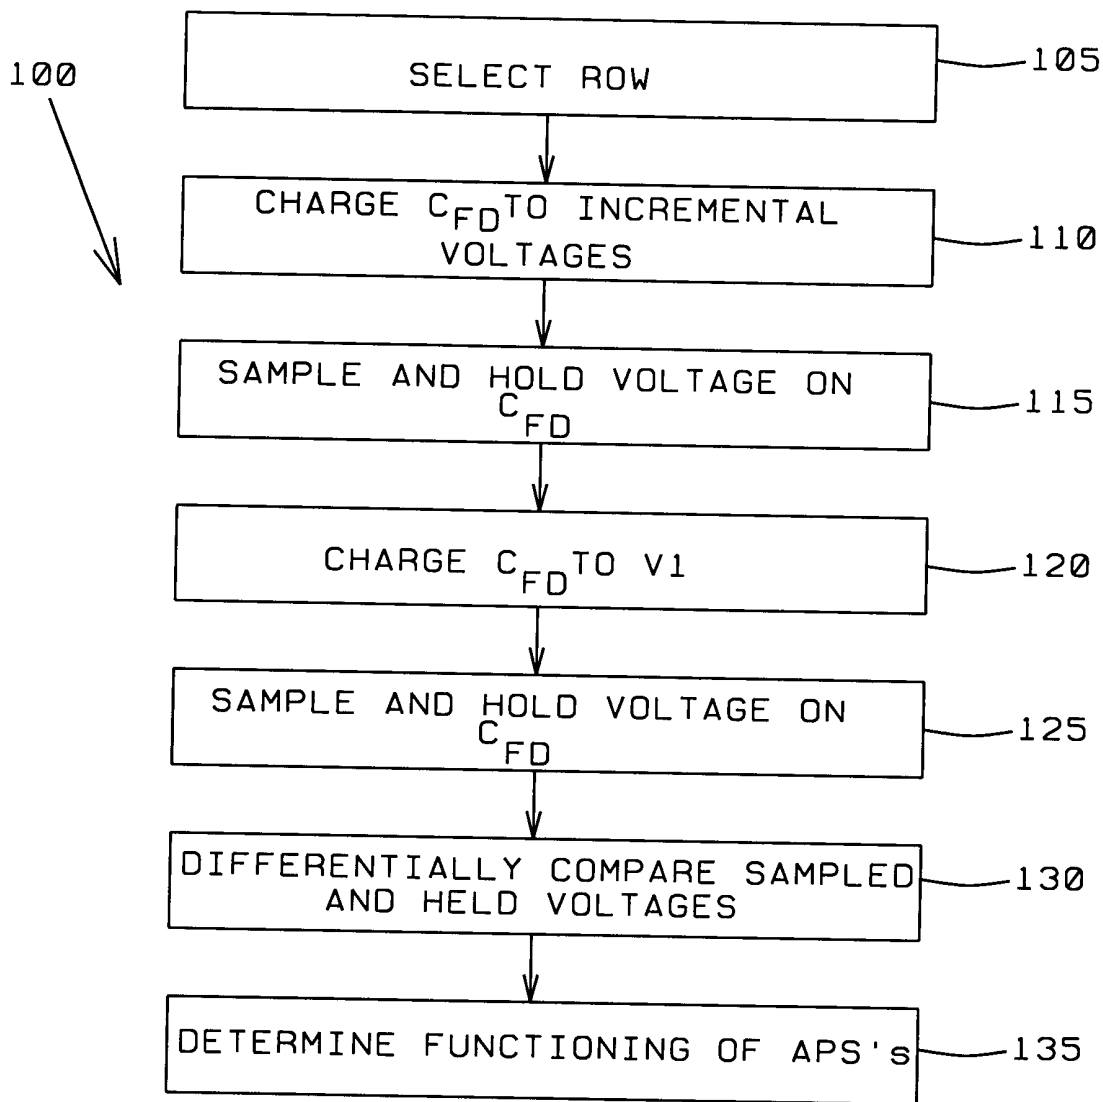 100
SELECT ROW
105
CHARGE C_FD TO INCREMENTAL
VOLTAGES
110
SAMPLE AND HOLD VOLTAGE ON
C_FD
115
CHARGE C_FD TO V1
120
SAMPLE AND HOLD VOLTAGE ON
C_FD
125
DIFFERENTIALLY COMPARE SAMPLED
AND HELD VOLTAGES
130
DETERMINE FUNCTIONING OF APS's
135